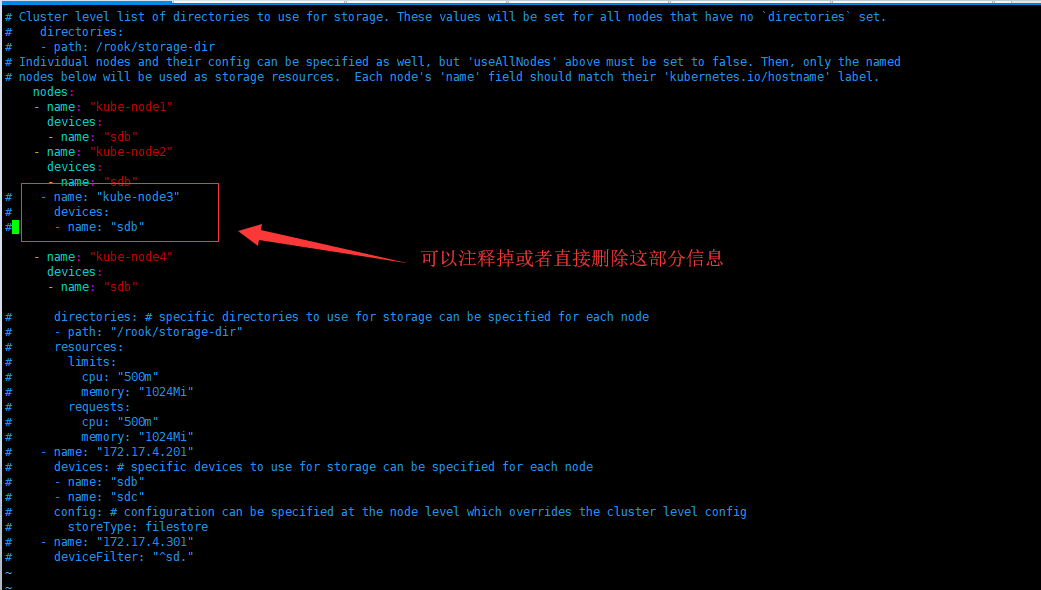 # Cluster level list of directories to use for storage. These values will be set for all nodes that have no `directories` set.
#    directories:
#    - path: /rook/storage-dir
# Individual nodes and their config can be specified as well, but 'useAllNodes' above must be set to false. Then, only the named
# nodes below will be used as storage resources.  Each node's 'name' field should match their 'kubernetes.io/hostname' label.
    nodes:
    - name: "kube-node1"
      devices:
      - name: "sdb"
    - name: "kube-node2"
      devices:
      - name: "sdb"
#    - name: "kube-node3"
#      devices:
#      - name: "sdb"
可以注释掉或者直接删除这部分信息
    - name: "kube-node4"
      devices:
      - name: "sdb"
#      directories: # specific directories to use for storage can be specified for each node
#      - path: "/rook/storage-dir"
#      resources:
#        limits:
#          cpu: "500m"
#          memory: "1024Mi"
#        requests:
#          cpu: "500m"
#          memory: "1024Mi"
#    - name: "172.17.4.201"
#      devices: # specific devices to use for storage can be specified for each node
#      - name: "sdb"
#      - name: "sdc"
#      config: # configuration can be specified at the node level which overrides the cluster level config
#        storeType: filestore
#    - name: "172.17.4.301"
#      deviceFilter: "^sd."
~
~